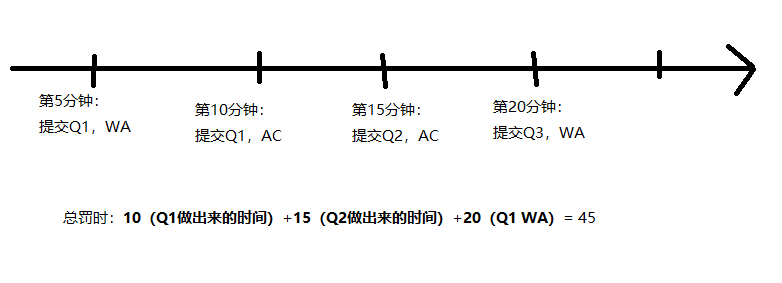 第5分钟：
提交Q1，WA
第10分钟：
提交Q1，AC
第15分钟：
提交Q2，AC
第20分钟：
提交Q3，WA
总罚时：10（Q1做出来的时间）+15（Q2做出来的时间）+20（Q1 WA）= 45